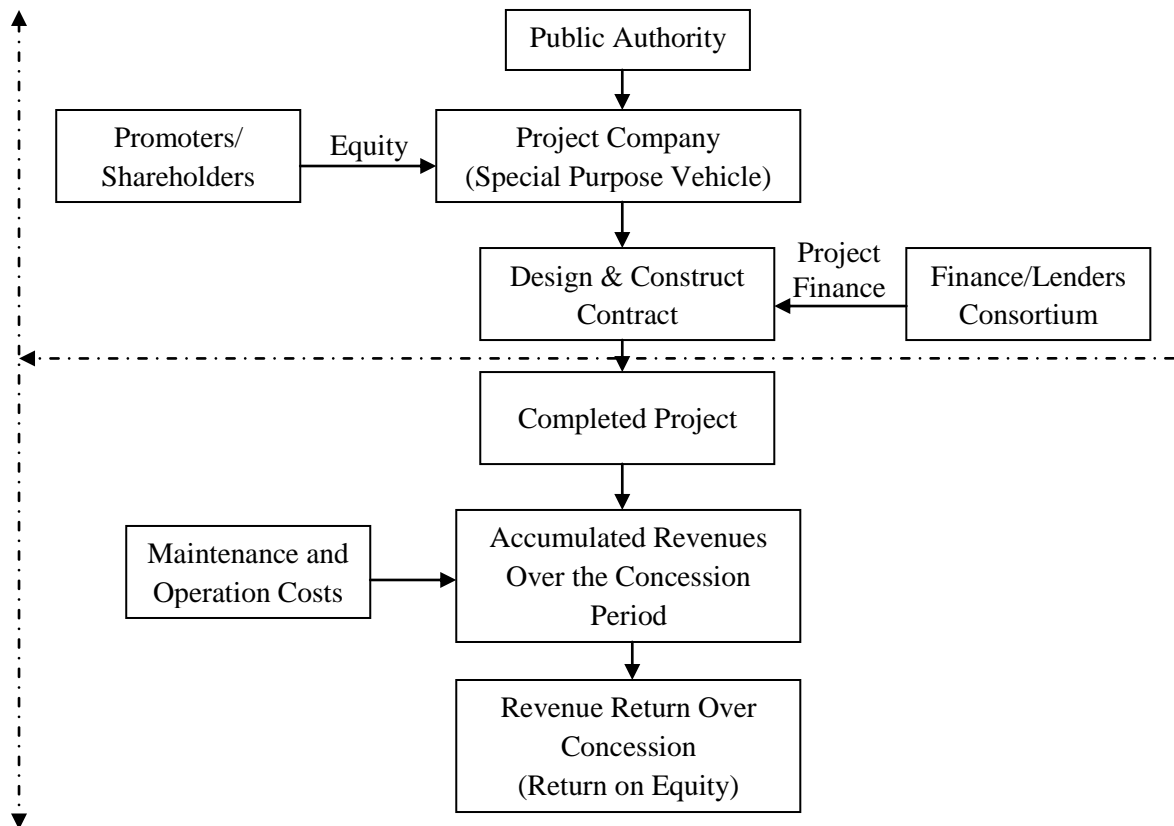 Public Authority
Promoters/
Shareholders
Equity
Project Company
(Special Purpose Vehicle)
Design & Construct
Contract
Project
Finance
Finance/Lenders
Consortium
Completed Project
Maintenance and
Operation Costs
Accumulated Revenues
Over the Concession
Period
Revenue Return Over
Concession
(Return on Equity)